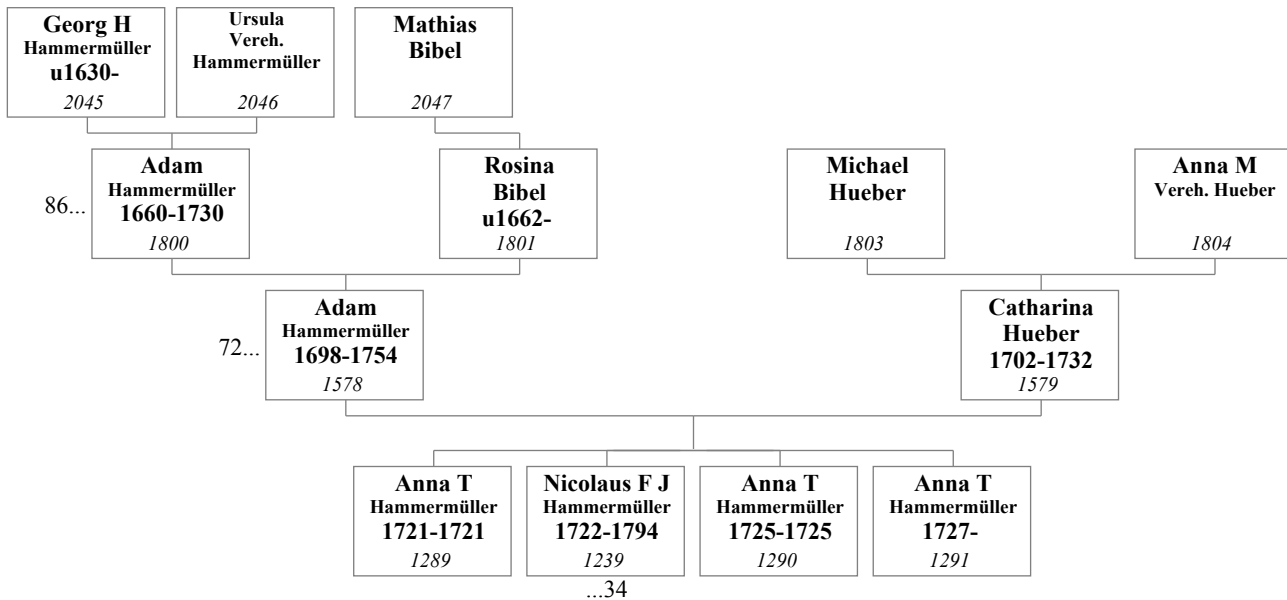 Georg H
Hammermüller
u1630-
2045
Ursula
Vereh.
Hammermüller
2046
Mathias
Bibel
2047
86...
Adam
Hammermüller
1660-1730
1800
Rosina
Bibel
u1662-
1801
Michael
Hueber
1803
Anna M
Vereh. Hueber
1804
72...
Adam
Hammermüller
1698-1754
1578
Catharina
Hueber
1702-1732
1579
Anna T
Hammermüller
1721-1721
1289
Nicolaus F J
Hammermüller
1722-1794
1239
...34
Anna T
Hammermüller
1725-1725
1290
Anna T
Hammermüller
1727-
1291